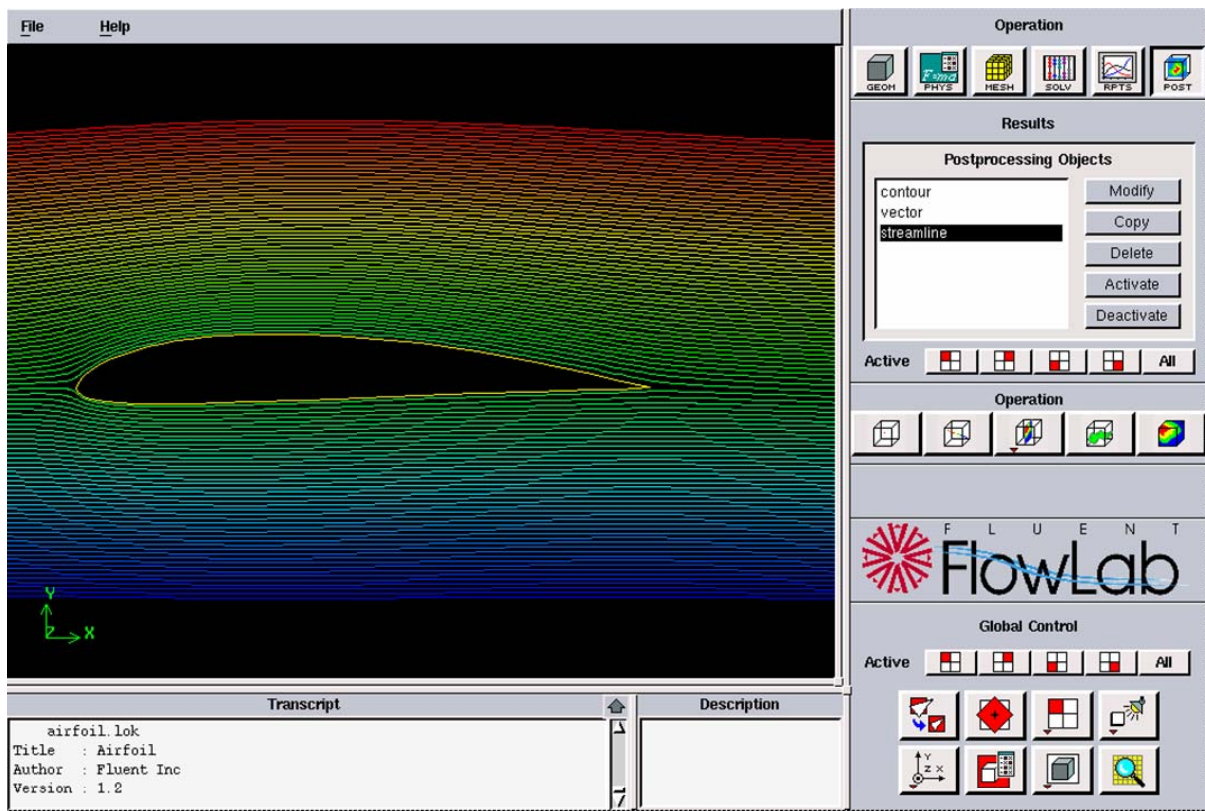 File Help
Y
Z X
Transcript
airfoil.lok
Title : Airfoil
Author : Fluent Inc
Version : 1.2
Description
Operation
GEOM PHYS MESH SOLV RPTS POST
F=ma
Results
Postprocessing Objects
contour
vector
streamline
Modify
Copy
Delete
Activate
Deactivate
Active All
Operation
FLUENT
FlowLab
Global Control
Active All
Y
Z X